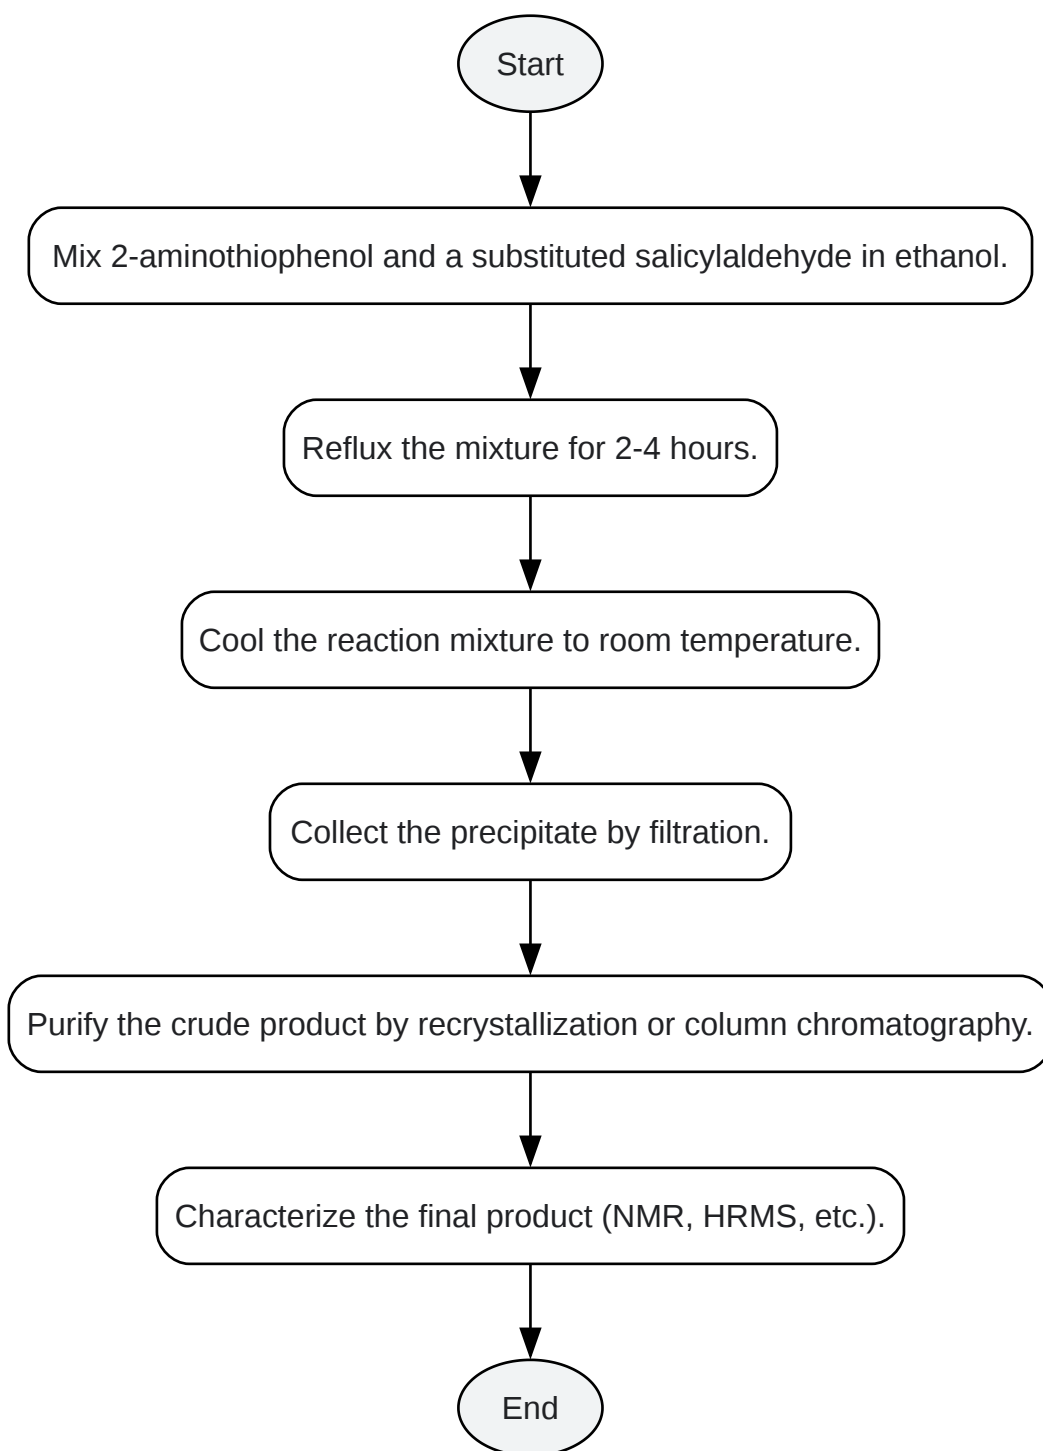 Start
Mix 2-aminothiophenol and a substituted salicylaldehyde in ethanol.
Reflux the mixture for 2-4 hours.
Cool the reaction mixture to room temperature.
Collect the precipitate by filtration.
Purify the crude product by recrystallization or column chromatography.
Characterize the final product (NMR, HRMS, etc.).
End